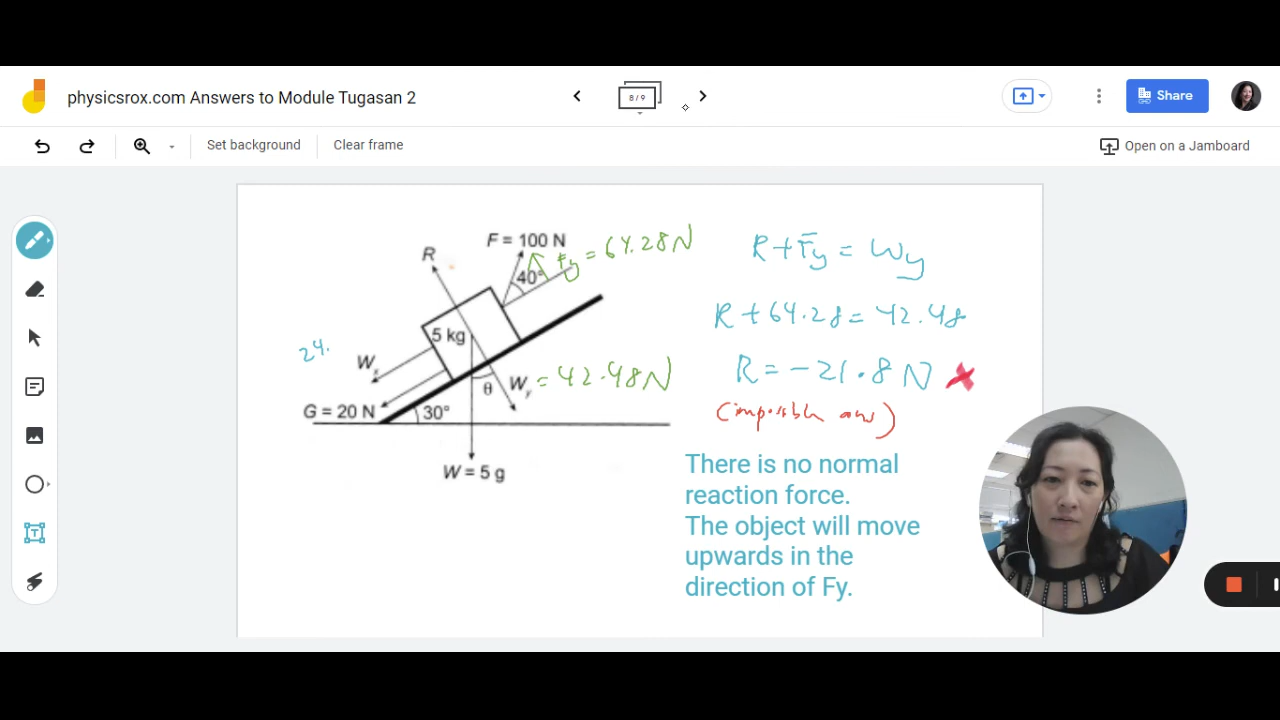 physicsrox.com Answers to Module Tugasan 2
8 / 9
Share
Set background
Clear frame
Open on a Jamboard
R
F = 100 N
Fy = 64.28N
40°
R + Fy = Wy
R + 64.28 = 42.48
5 kg
24.
Wx
θ
Wy = 42.48N
R = -21.8 N
G = 20 N
30°
(impossible ans)
W = 5 g
There is no normal
reaction force.
The object will move
upwards in the
direction of Fy.